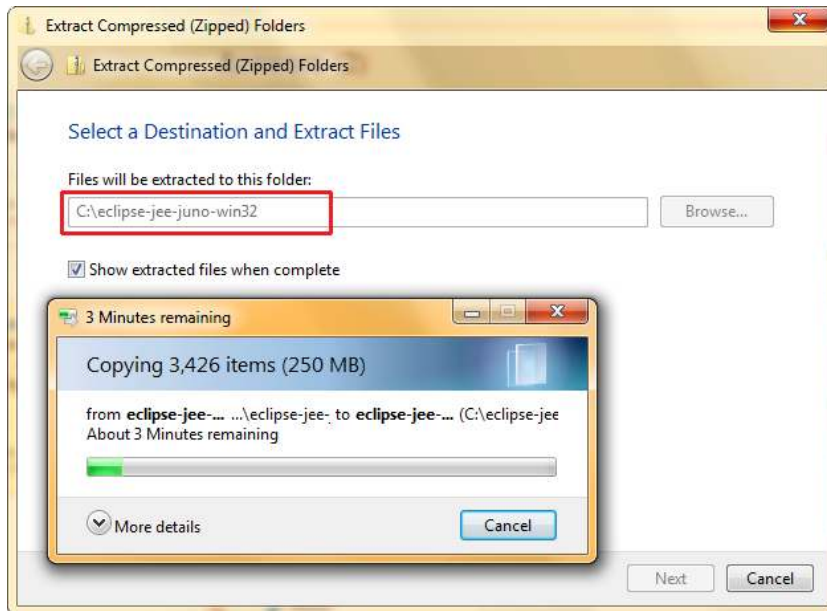 Extract Compressed (Zipped) Folders
Extract Compressed (Zipped) Folders
Select a Destination and Extract Files
Files will be extracted to this folder:
C:\eclipse-jee-juno-win32
Browse...
Show extracted files when complete
3 Minutes remaining
Copying 3,426 items (250 MB)
from eclipse-jee-... ...\eclipse-jee-. to eclipse-jee-... (C:\eclipse-jee
About 3 Minutes remaining
More details
Cancel
Next
Cancel